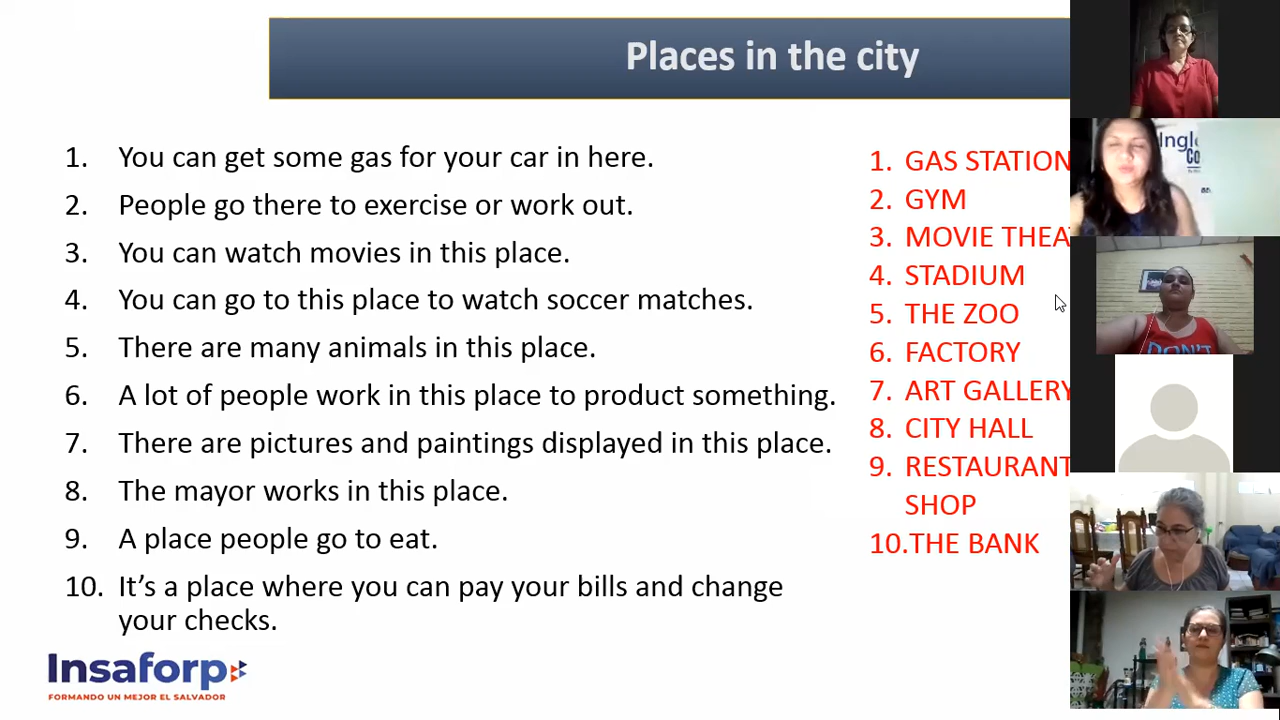 Places in the city
1. You can get some gas for your car in here.
2. People go there to exercise or work out.
3. You can watch movies in this place.
4. You can go to this place to watch soccer matches.
5. There are many animals in this place.
6. A lot of people work in this place to product something.
7. There are pictures and paintings displayed in this place.
8. The mayor works in this place.
9. A place people go to eat.
10. It’s a place where you can pay your bills and change
your checks.
1. GAS STATION
2. GYM
3. MOVIE THEA
4. STADIUM
5. THE ZOO
6. FACTORY
7. ART GALLERY
8. CITY HALL
9. RESTAURANT
SHOP
10.THE BANK
Insaforp
FORMANDO UN MEJOR EL SALVADOR
DON'T